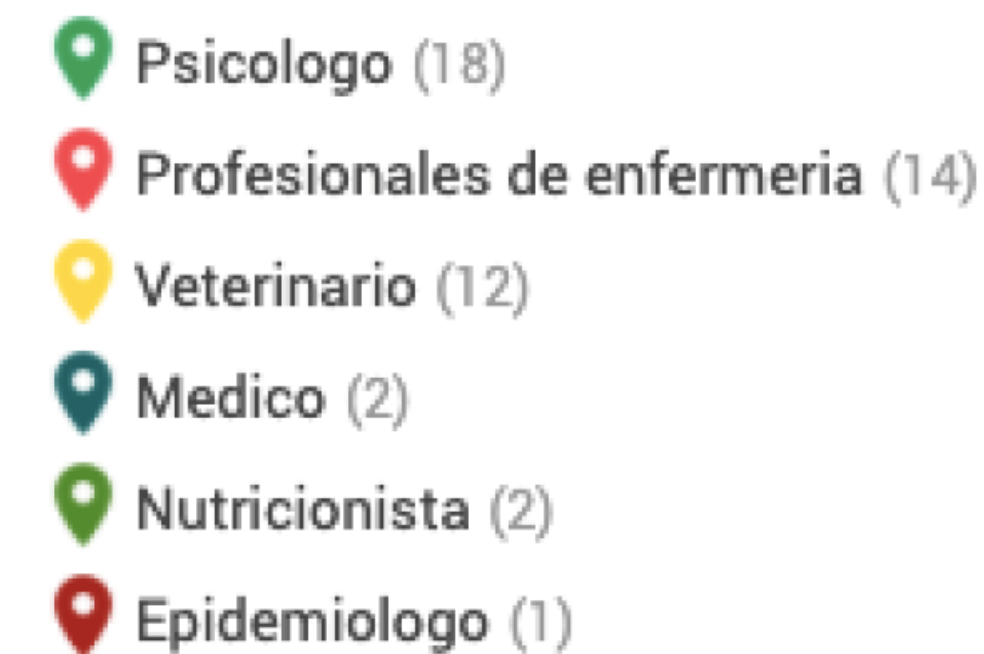 Psicologo (18)
Profesionales de enfermeria (14)
Veterinario (12)
Medico (2)
Nutricionista (2)
Epidemiologo (1)